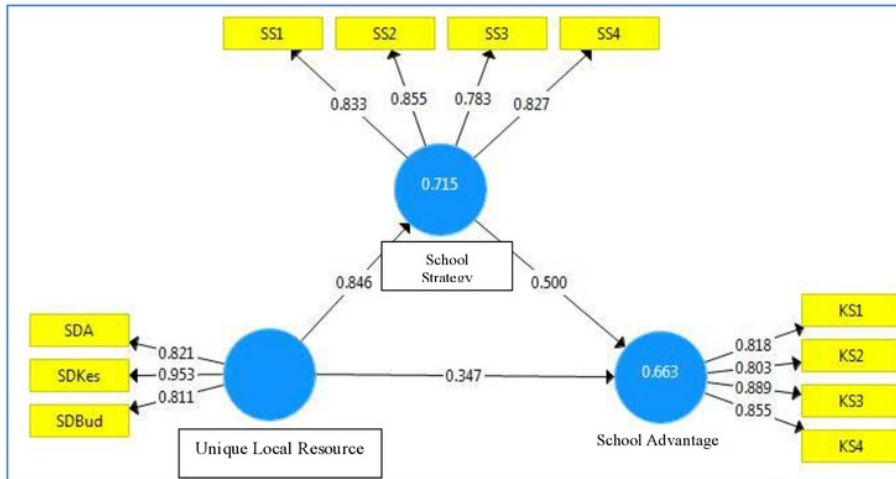 SS1
SS2
SS3
SS4
0.833
0.855
0.783
0.827
0.715
School
Strategy
0.846
0.500
SDA
SDKes
SDBud
0.821
0.953
0.811
0.347
0.663
0.818
0.803
0.889
0.855
KS1
KS2
KS3
KS4
Unique Local Resource
School Advantage